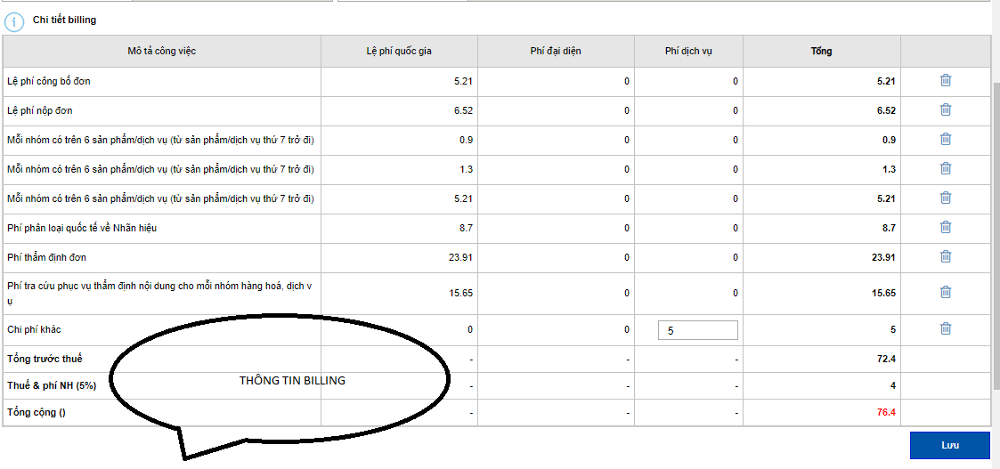 Chi tiết billing
Mô tả công việc Lệ phí quốc gia Phí đại diện Phí dịch vụ Tổng
Lệ phí công bố đơn 5.21 0 0 5.21
Lệ phí nộp đơn 6.52 0 0 6.52
Mỗi nhóm có trên 6 sản phẩm/dịch vụ (từ sản phẩm/dịch vụ thứ 7 trở đi) 0.9 0 0 0.9
Mỗi nhóm có trên 6 sản phẩm/dịch vụ (từ sản phẩm/dịch vụ thứ 7 trở đi) 1.3 0 0 1.3
Mỗi nhóm có trên 6 sản phẩm/dịch vụ (từ sản phẩm/dịch vụ thứ 7 trở đi) 5.21 0 0 5.21
Phí phân loại quốc tế về Nhãn hiệu 8.7 0 0 8.7
Phí thẩm định đơn 23.91 0 0 23.91
Phí tra cứu phục vụ thẩm định nội dung cho mỗi nhóm hàng hoá, dịch v
ụ 15.65 0 0 15.65
Chi phí khác 0 0 5 5
Tổng trước thuế - - - 72.4
Thuế & phí NH (5%) - - - 4
THÔNG TIN BILLING
Tổng cộng () - - - 76.4
Lưu